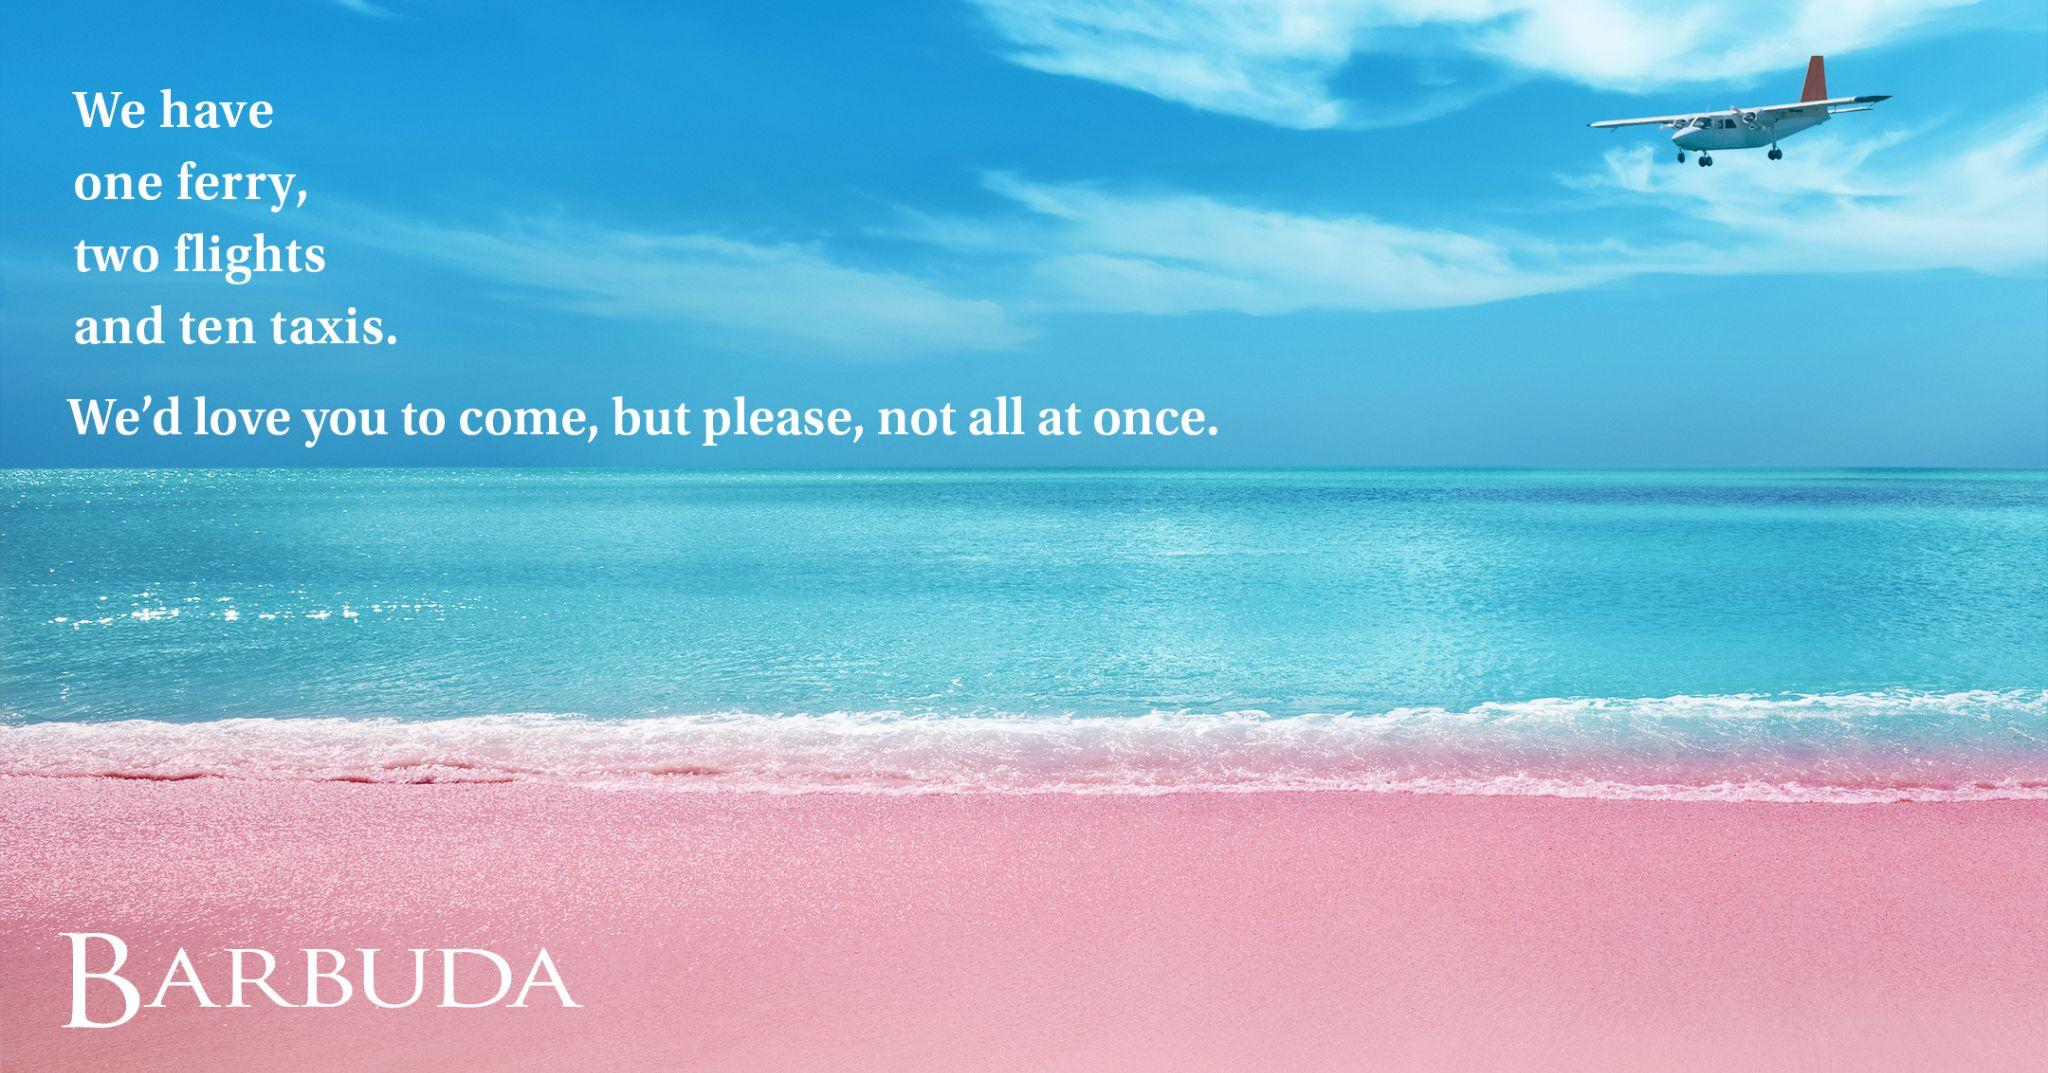 We have
one ferry,
two flights
and ten taxis.
We’d love you to come, but please, not all at once.
BARBUDA